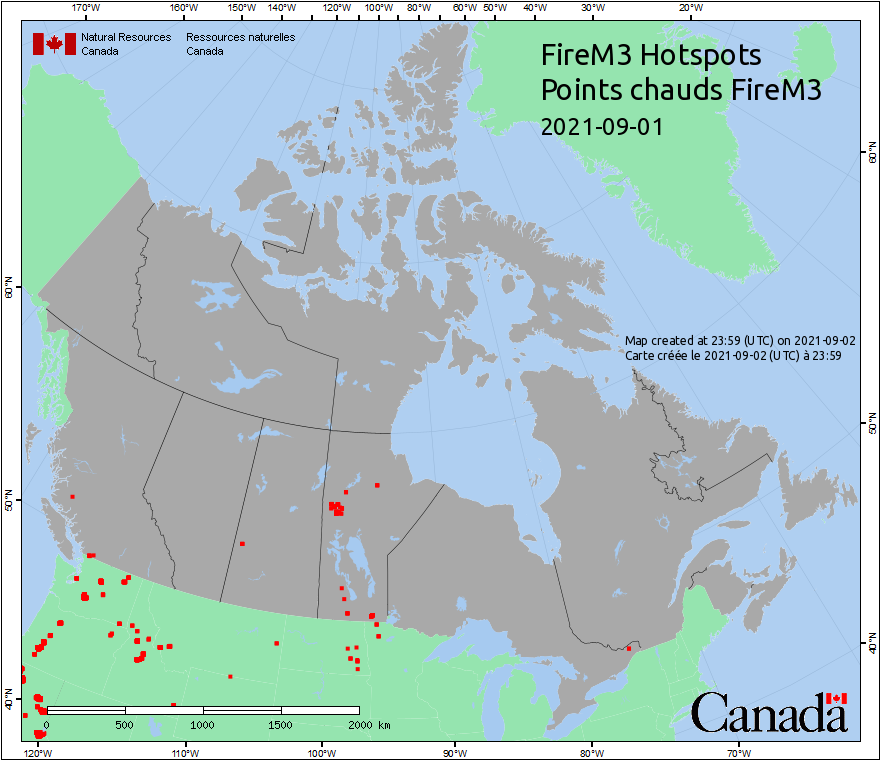 170°W 160°W 150°W 140°W 130°W 120°W 110°W 100°W 90°W 80°W 70°W 60°W 50°W 40°W 30°W 20°W
Natural Resources Ressources naturelles
Canada Canada
FireM3 Hotspots
Points chauds FireM3
2021-09-01
60°N
60°N
Map created at 23:59 (UTC) on 2021-09-02
Carte créée le 2021-09-02 (UTC) à 23:59
50°N
50°N
40°N
40°N
Canada
0 500 1000 1500 2000 km
120°W 110°W 100°W 90°W 80°W 70°W